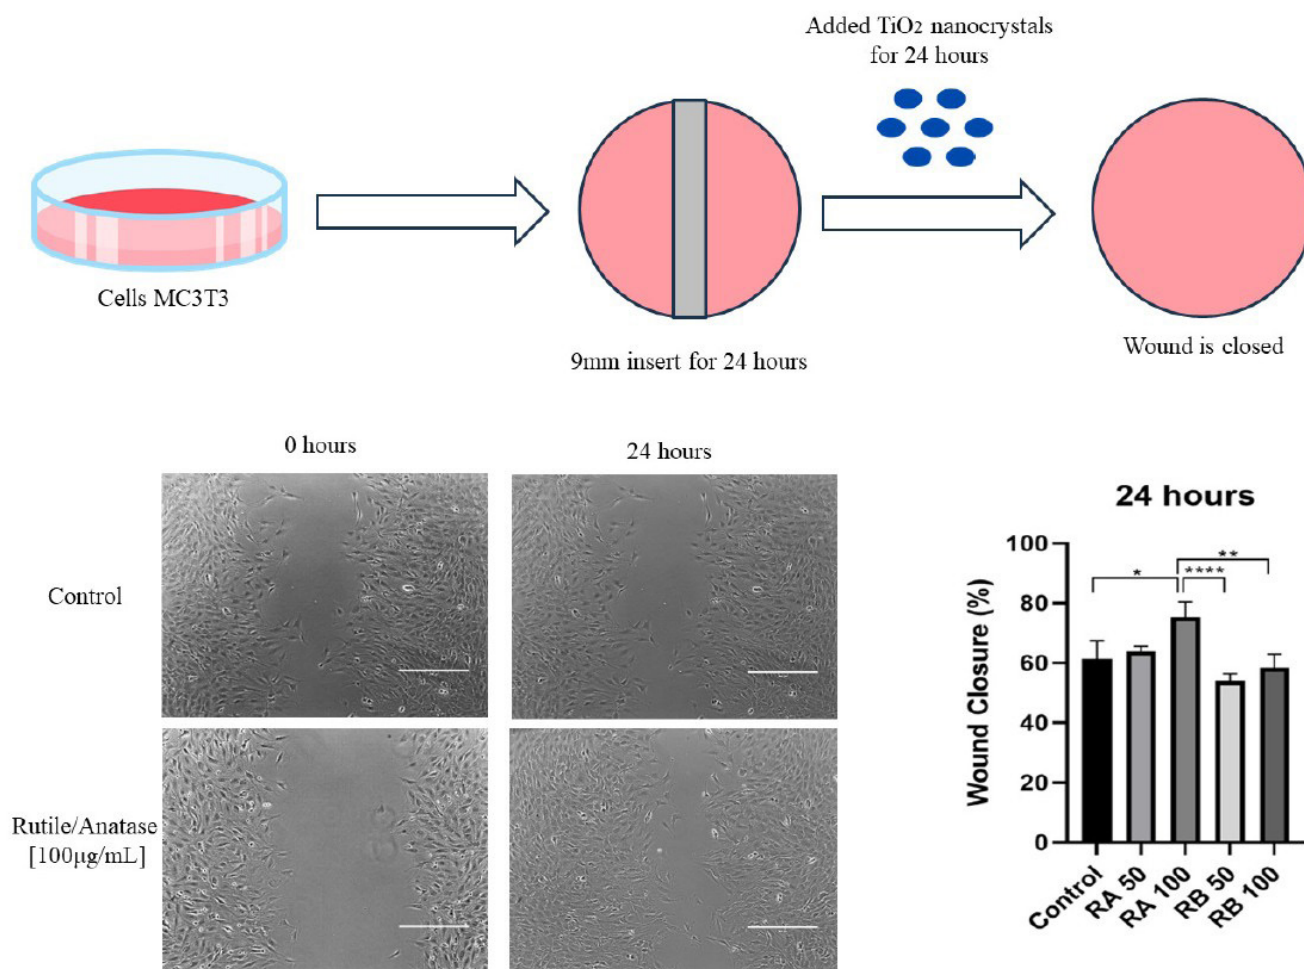 Added TiO2 nanocrystals
for 24 hours
Cells MC3T3
9mm insert for 24 hours
Wound is closed
0 hours
24 hours
Control
Rutile/Anatase
[100μg/mL]
24 hours
Wound Closure (%)
100
80
60
40
20
0
*
****
**
Control
RA 50
RA 100
RB 50
RB 100